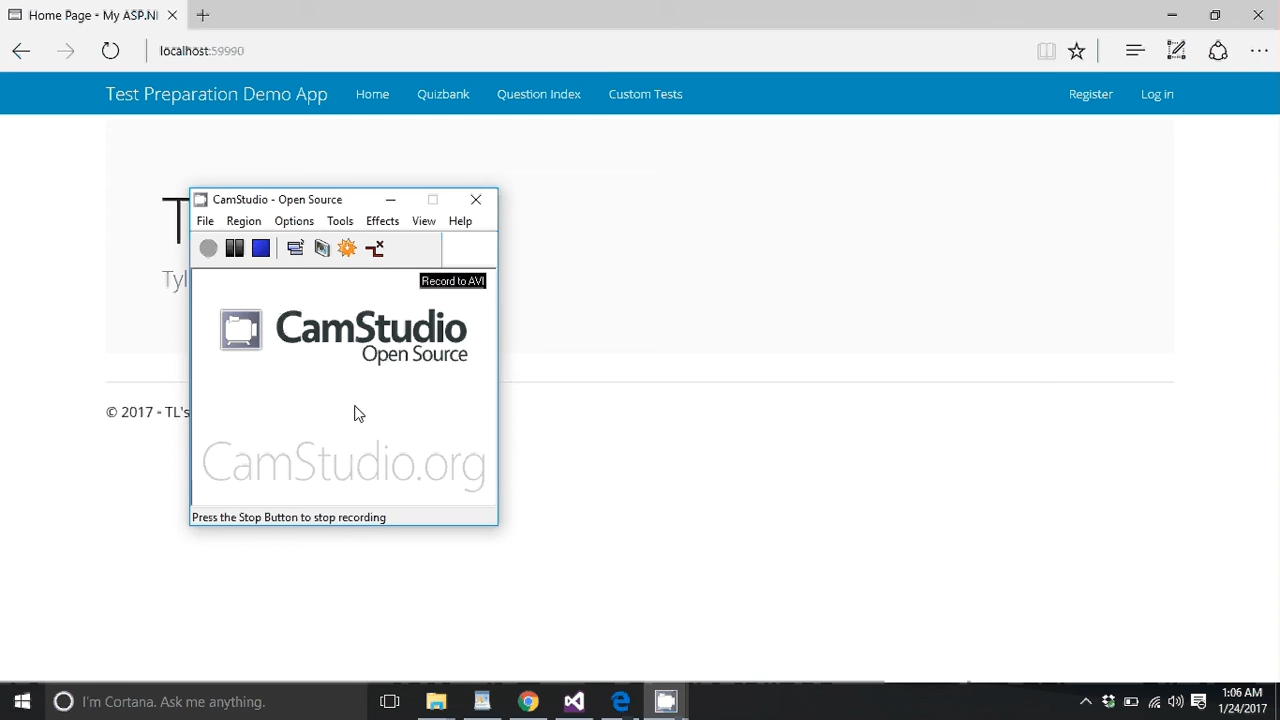 Home Page - My ASP.NI
localhost:59990
Test Preparation Demo App Home Quizbank Question Index Custom Tests Register Log in
T
Tyl
CamStudio - Open Source
File Region Options Tools Effects View Help
Record to AVI
CamStudio
Open Source
CamStudio.org
Press the Stop Button to stop recording
© 2017 - TL's
I'm Cortana. Ask me anything.
1:06 AM
1/24/2017